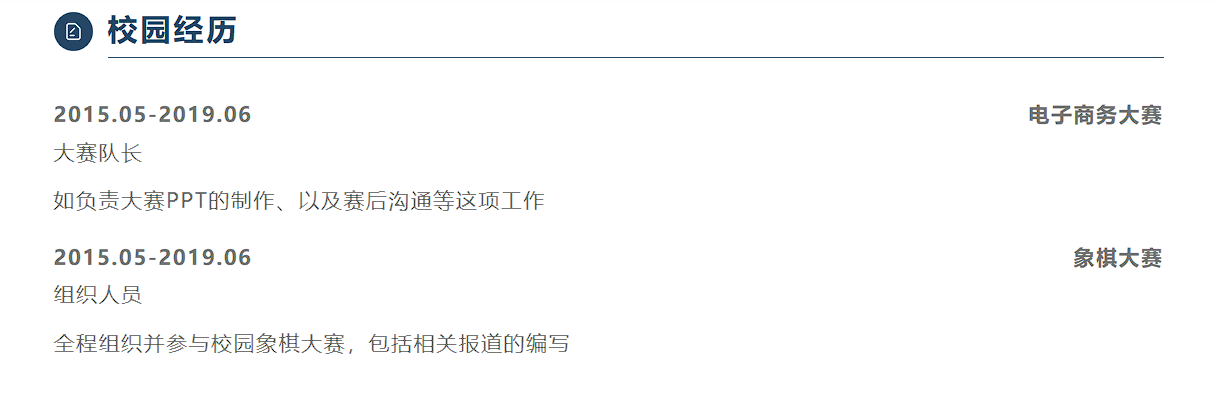 校园经历
2015.05-2019.06 电子商务大赛
大赛队长
如负责大赛PPT的制作、以及赛后沟通等这项工作
2015.05-2019.06 象棋大赛
组织人员
全程组织并参与校园象棋大赛，包括相关报道的编写